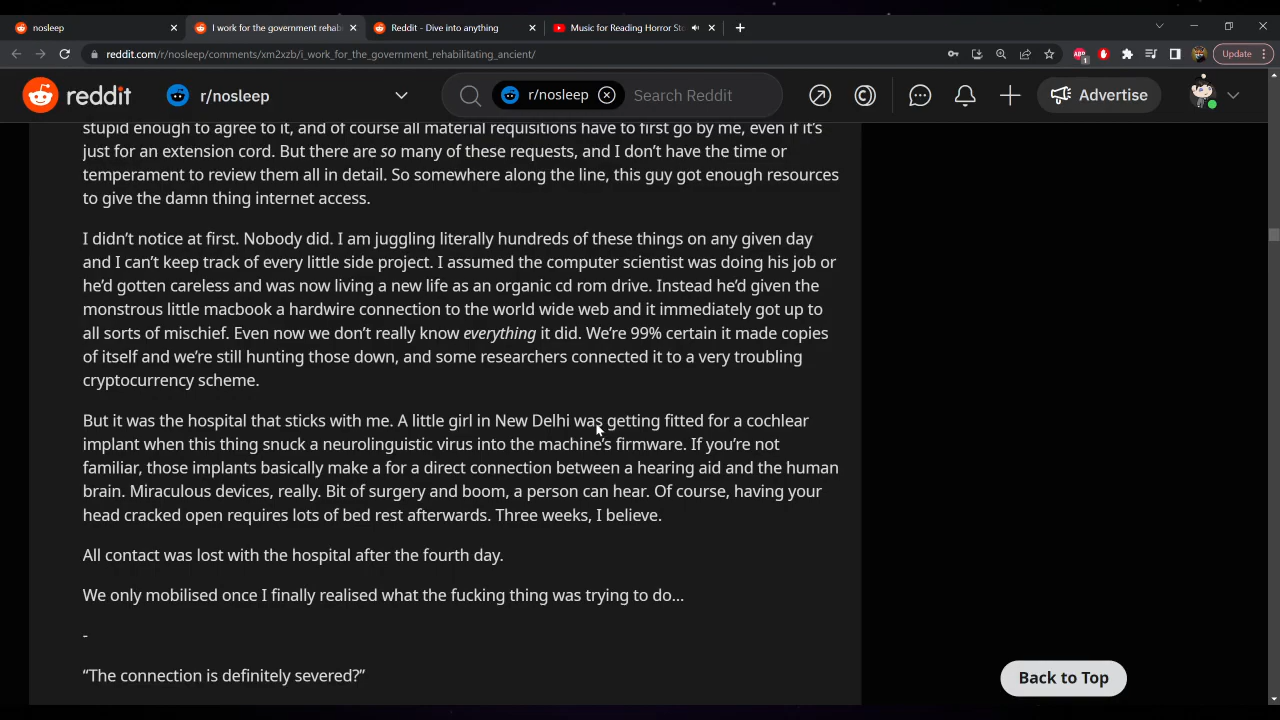 nosleep
I work for the government rehab
Reddit - Dive into anything
Music for Reading Horror St
reddit.com/r/nosleep/comments/xm2xzb/i_work_for_the_government_rehabilitating_ancient/
Update
reddit
r/nosleep
r/nosleep
Search Reddit
Advertise
stupid enough to agree to it, and of course all material requisitions have to first go by me, even if it’s
just for an extension cord. But there are so many of these requests, and I don’t have the time or
temperament to review them all in detail. So somewhere along the line, this guy got enough resources
to give the damn thing internet access.
I didn’t notice at first. Nobody did. I am juggling literally hundreds of these things on any given day
and I can’t keep track of every little side project. I assumed the computer scientist was doing his job or
he’d gotten careless and was now living a new life as an organic cd rom drive. Instead he’d given the
monstrous little macbook a hardwire connection to the world wide web and it immediately got up to
all sorts of mischief. Even now we don’t really know everything it did. We’re 99% certain it made copies
of itself and we’re still hunting those down, and some researchers connected it to a very troubling
cryptocurrency scheme.
But it was the hospital that sticks with me. A little girl in New Delhi was getting fitted for a cochlear
implant when this thing snuck a neurolinguistic virus into the machine’s firmware. If you’re not
familiar, those implants basically make a for a direct connection between a hearing aid and the human
brain. Miraculous devices, really. Bit of surgery and boom, a person can hear. Of course, having your
head cracked open requires lots of bed rest afterwards. Three weeks, I believe.
All contact was lost with the hospital after the fourth day.
We only mobilised once I finally realised what the fucking thing was trying to do…
-
“The connection is definitely severed?”
Back to Top